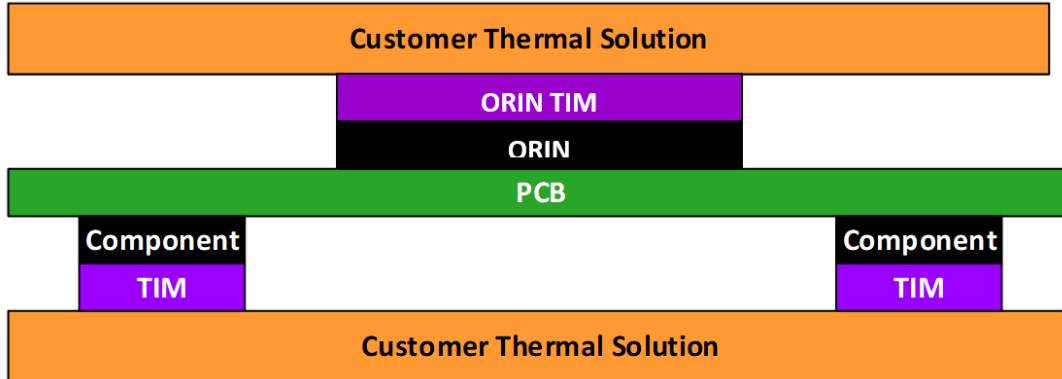 Customer Thermal Solution
ORIN TIM
ORIN
PCB
Component Component
TIM TIM
Customer Thermal Solution